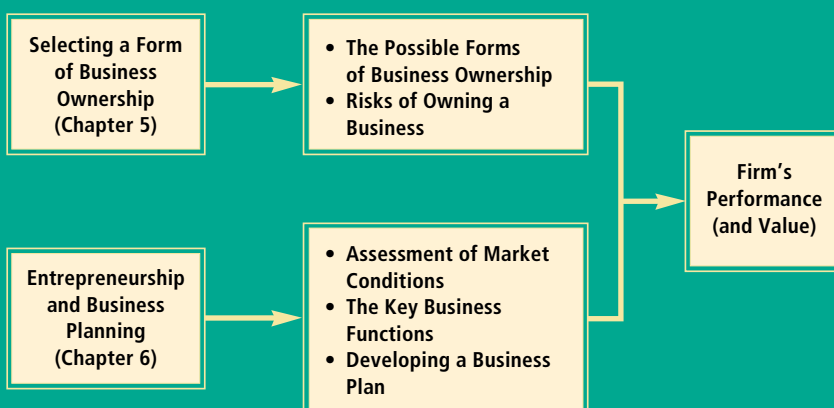 Selecting a Form
of Business
Ownership
(Chapter 5)
• The Possible Forms
of Business Ownership
• Risks of Owning a
Business
Firm's
Performance
(and Value)
Entrepreneurship
and Business
Planning
(Chapter 6)
• Assessment of Market
Conditions
• The Key Business
Functions
• Developing a Business
Plan